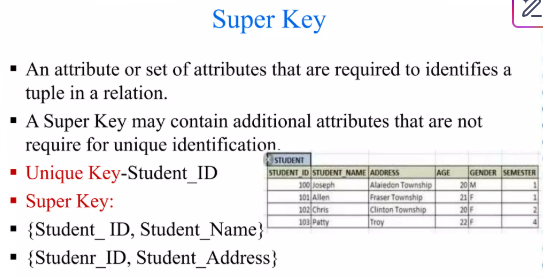 Super Key
▪ An attribute or set of attributes that are required to identifies a
tuple in a relation.
▪ A Super Key may contain additional attributes that are not
require for unique identification.
▪ Unique Key-Student_ID
▪ Super Key:
▪ {Student_ ID, Student_Name}
▪ {Studenr_ID, Student_Address}
STUDENT
STUDENT_ID STUDENT_NAME ADDRESS AGE GENDER SEMESTER
100 Joseph Alaiedon Township 20 M 1
101 Allen Fraser Township 21 F 1
102 Chris Clinton Township 20 F 2
103 Patty Troy 22 F 4